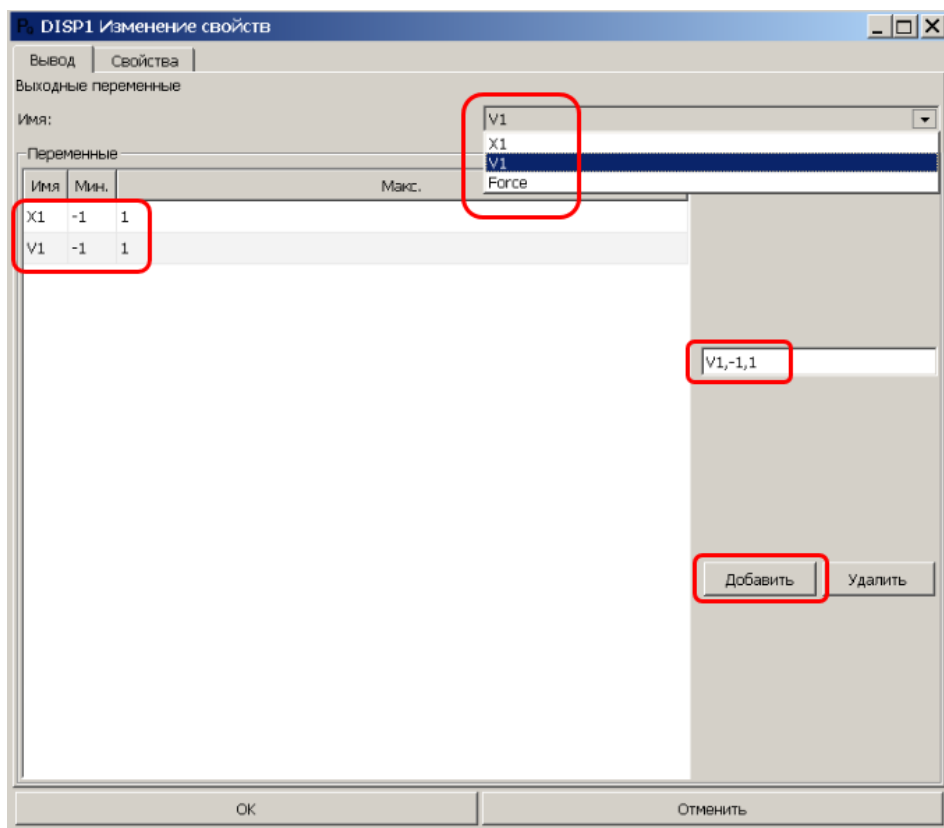 DISP1 Изменение свойств
Вывод Свойства
Выходные переменные
Имя: V1
X1
V1
Force
Переменные
Имя Мин. Макс.
X1 -1 1
V1 -1 1
V1,-1,1
Добавить Удалить
ОК Отменить